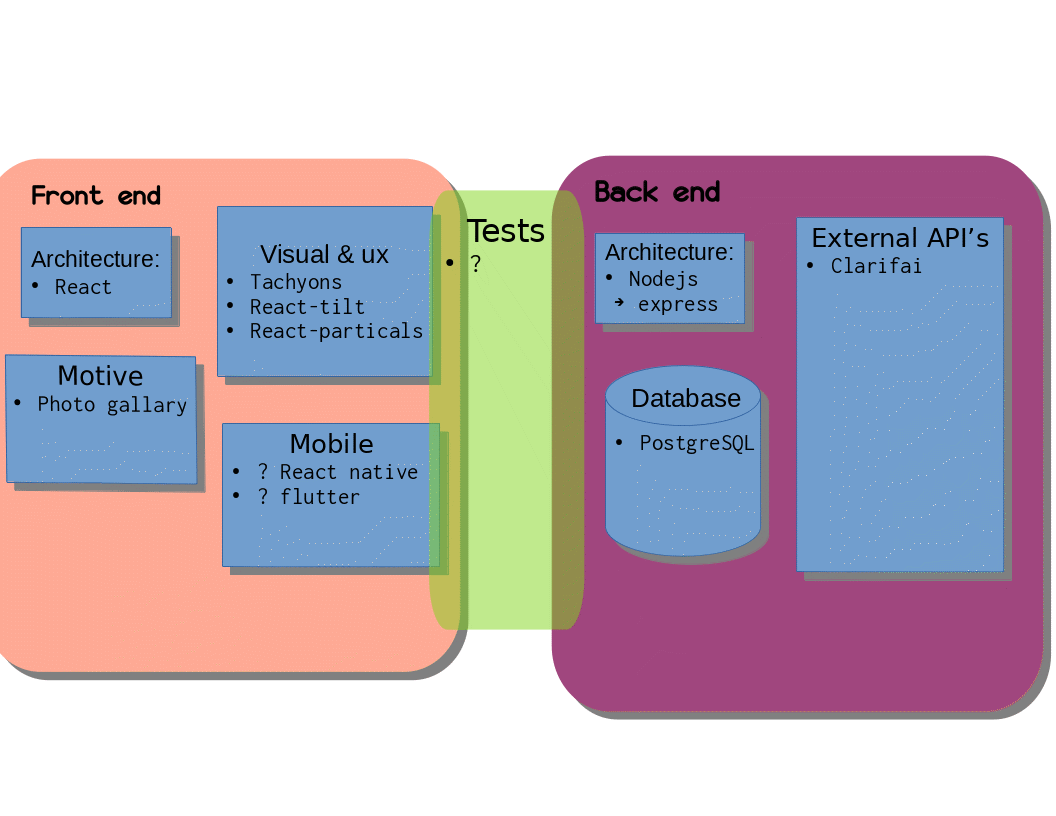 Front end
Architecture:
• React
Visual & ux
• Tachyons
• React-tilt
• React-particals
Motive
• Photo gallary
Mobile
• ? React native
• ? flutter
Tests
• ?
Back end
Architecture:
• Nodejs
➔ express
Database
• PostgreSQL
External API’s
• Clarifai